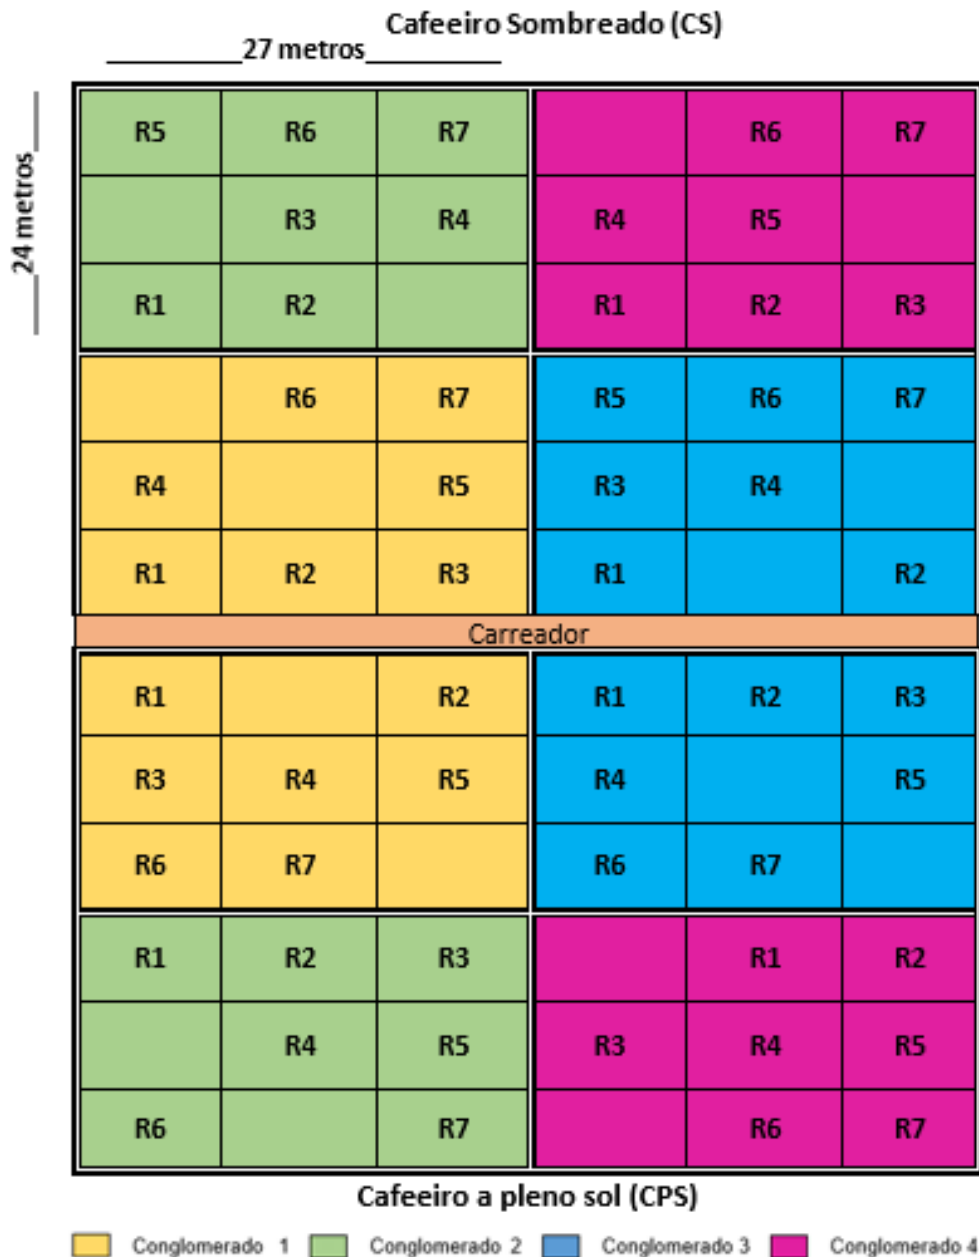 Cafeeiro Sombreado (CS)
27 metros
24 metros
R5 R6 R7 R6 R7
R3 R4 R4 R5
R1 R2 R1 R2 R3
R6 R7 R5 R6 R7
R4 R5 R3 R4
R1 R2 R3 R1 R2
Carreador
R1 R2 R1 R2 R3
R3 R4 R5 R4 R5
R6 R7 R6 R7
R1 R2 R3 R1 R2
R4 R5 R3 R4 R5
R6 R7 R6 R7
Cafeeiro a pleno sol (CPS)
Conglomerado 1 Conglomerado 2 Conglomerado 3 Conglomerado 4